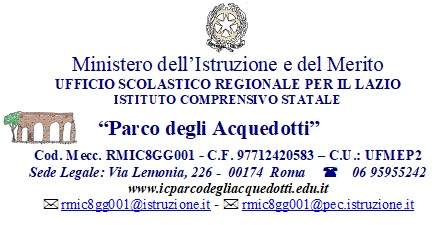 Ministero dell'Istruzione e del Merito
UFFICIO SCOLASTICO REGIONALE PER IL LAZIO
ISTITUTO COMPRENSIVO STATALE
“Parco degli Acquedotti”
Cod. Mecc. RMIC8GG001 - C.F. 97712420583 – C.U.: UFMEP2
Sede Legale: Via Lemonia, 226 - 00174 Roma ☎ 06 95955242
www.icparcodegliacquedotti.edu.it
✉ rmic8gg001@istruzione.it - ✉ rmic8gg001@pec.istruzione.it